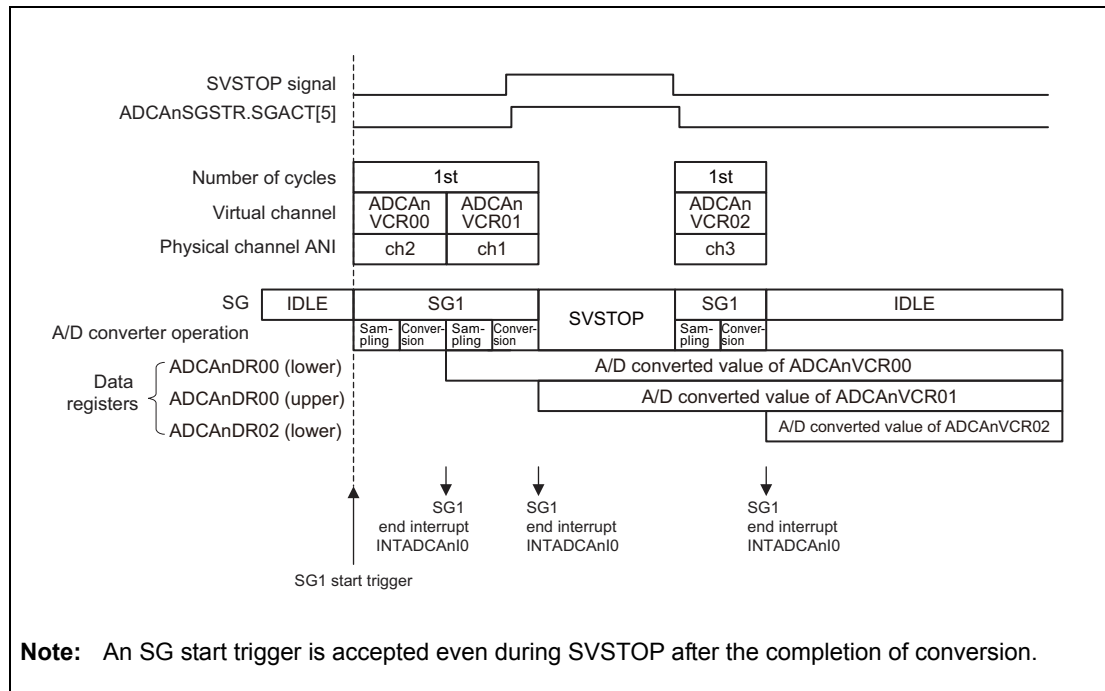 SVSTOP signal
ADCAnSGSTR.SGACT[5]
Number of cycles
1st
1st
Virtual channel
ADCAn
VCR00
ADCAn
VCR01
ADCAn
VCR02
Physical channel ANI
ch2
ch1
ch3
SG
IDLE
SG1
SVSTOP
SG1
IDLE
A/D converter operation
Sam-
pling
Conver-
sion
Sam-
pling
Conver-
sion
Sam-
pling
Conver-
sion
Data
registers
ADCAnDR00 (lower)
A/D converted value of ADCAnVCR00
ADCAnDR00 (upper)
A/D converted value of ADCAnVCR01
ADCAnDR02 (lower)
A/D converted value of ADCAnVCR02
SG1
end interrupt
INTADCAnI0
SG1
end interrupt
INTADCAnI0
SG1
end interrupt
INTADCAnI0
SG1 start trigger
Note: An SG start trigger is accepted even during SVSTOP after the completion of conversion.